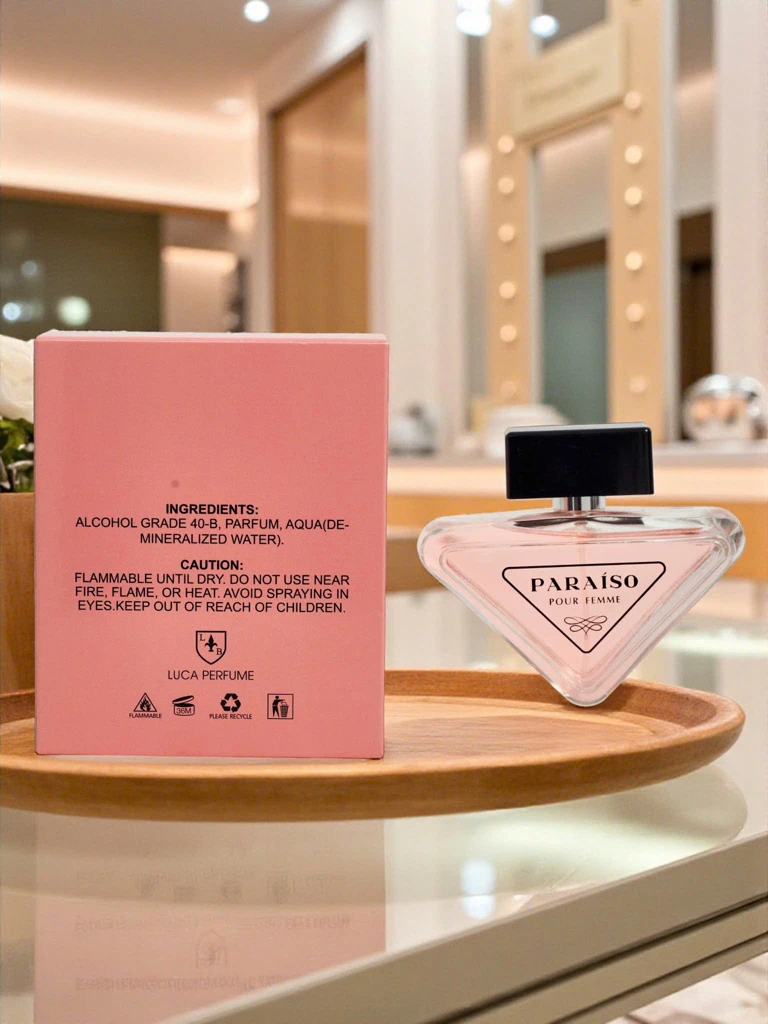 INGREDIENTS:
ALCOHOL GRADE 40-B, PARFUM, AQUA(DE-
MINERALIZED WATER).
CAUTION:
FLAMMABLE UNTIL DRY. DO NOT USE NEAR
FIRE, FLAME, OR HEAT. AVOID SPRAYING IN
EYES.KEEP OUT OF REACH OF CHILDREN.
L B
LUCA PERFUME
FLAMMABLE
36M
PLEASE RECYCLE
PARAÍSO
POUR FEMME